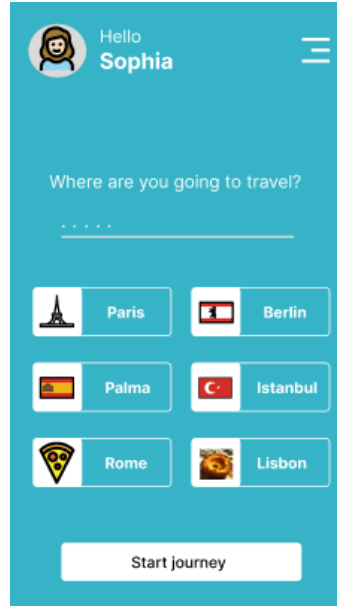 Hello
Sophia
Where are you going to travel?
. . . . .
Paris
Berlin
Palma
Istanbul
Rome
Lisbon
Start journey